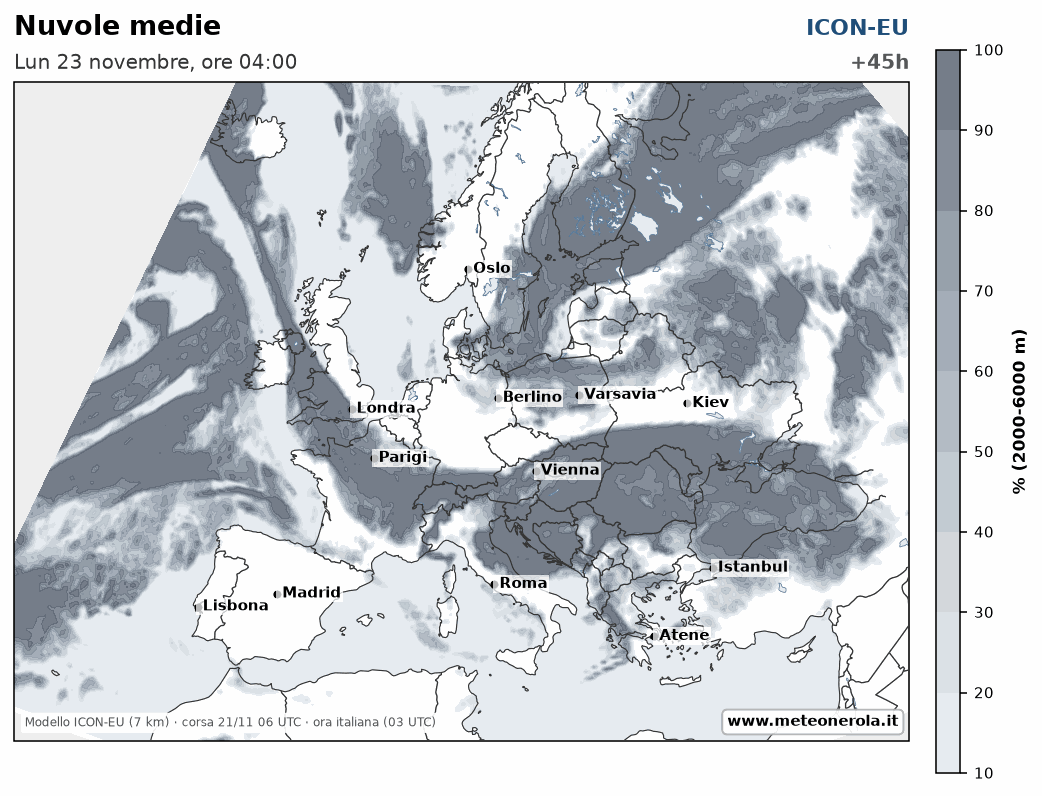 Nuvole medie
ICON-EU
Lun 23 novembre, ore 04:00
+45h
100
90
80
70
60
50
40
30
20
10
% (2000-6000 m)
Oslo
Berlino
Varsavia
Kiev
Londra
Parigi
Vienna
Istanbul
Roma
Madrid
Lisbona
Atene
Modello ICON-EU (7 km) · corsa 21/11 06 UTC · ora italiana (03 UTC)
www.meteonerola.it